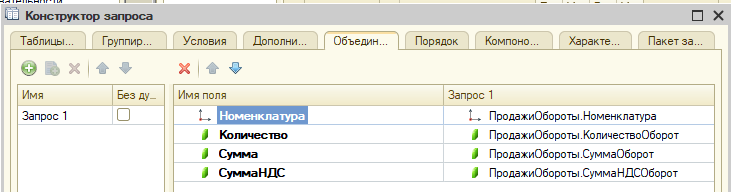 Конструктор запроса
Таблицы... Группир... Условия Дополни... Объедин... Порядок Компоно... Характе... Пакет за...
Имя Без ду...
Запрос 1
Имя поля Запрос 1
Номенклатура ПродажиОбороты.Номенклатура
Количество ПродажиОбороты.КоличествоОборот
Сумма ПродажиОбороты.СуммаОборот
СуммаНДС ПродажиОбороты.СуммаНДСОборот